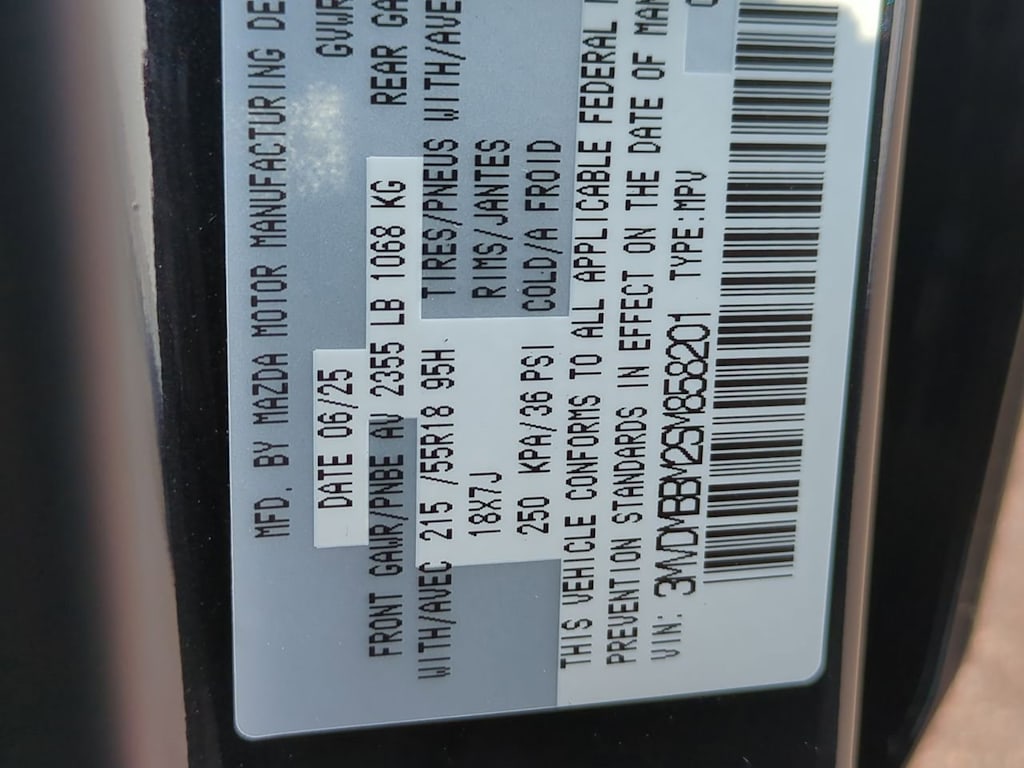 MFD. BY MAZDA MOTOR MANUFACTURING DE
DATE 06/25 GVWR
FRONT GAWR/PNBE AV 2355 LB 1068 KG REAR GA
WITH/AVEC 215 /55R18 95H TIRES/PNEUS WITH/AVE
18X7J RIMS/JANTES
250 KPA/36 PSI COLD/A FROID
THIS VEHICLE CONFORMS TO ALL APPLICABLE FEDERAL
PREVENTION STANDARDS IN EFFECT ON THE DATE OF MAN
VIN: 3MVDMBBM2SM858201 TYPE:MPV